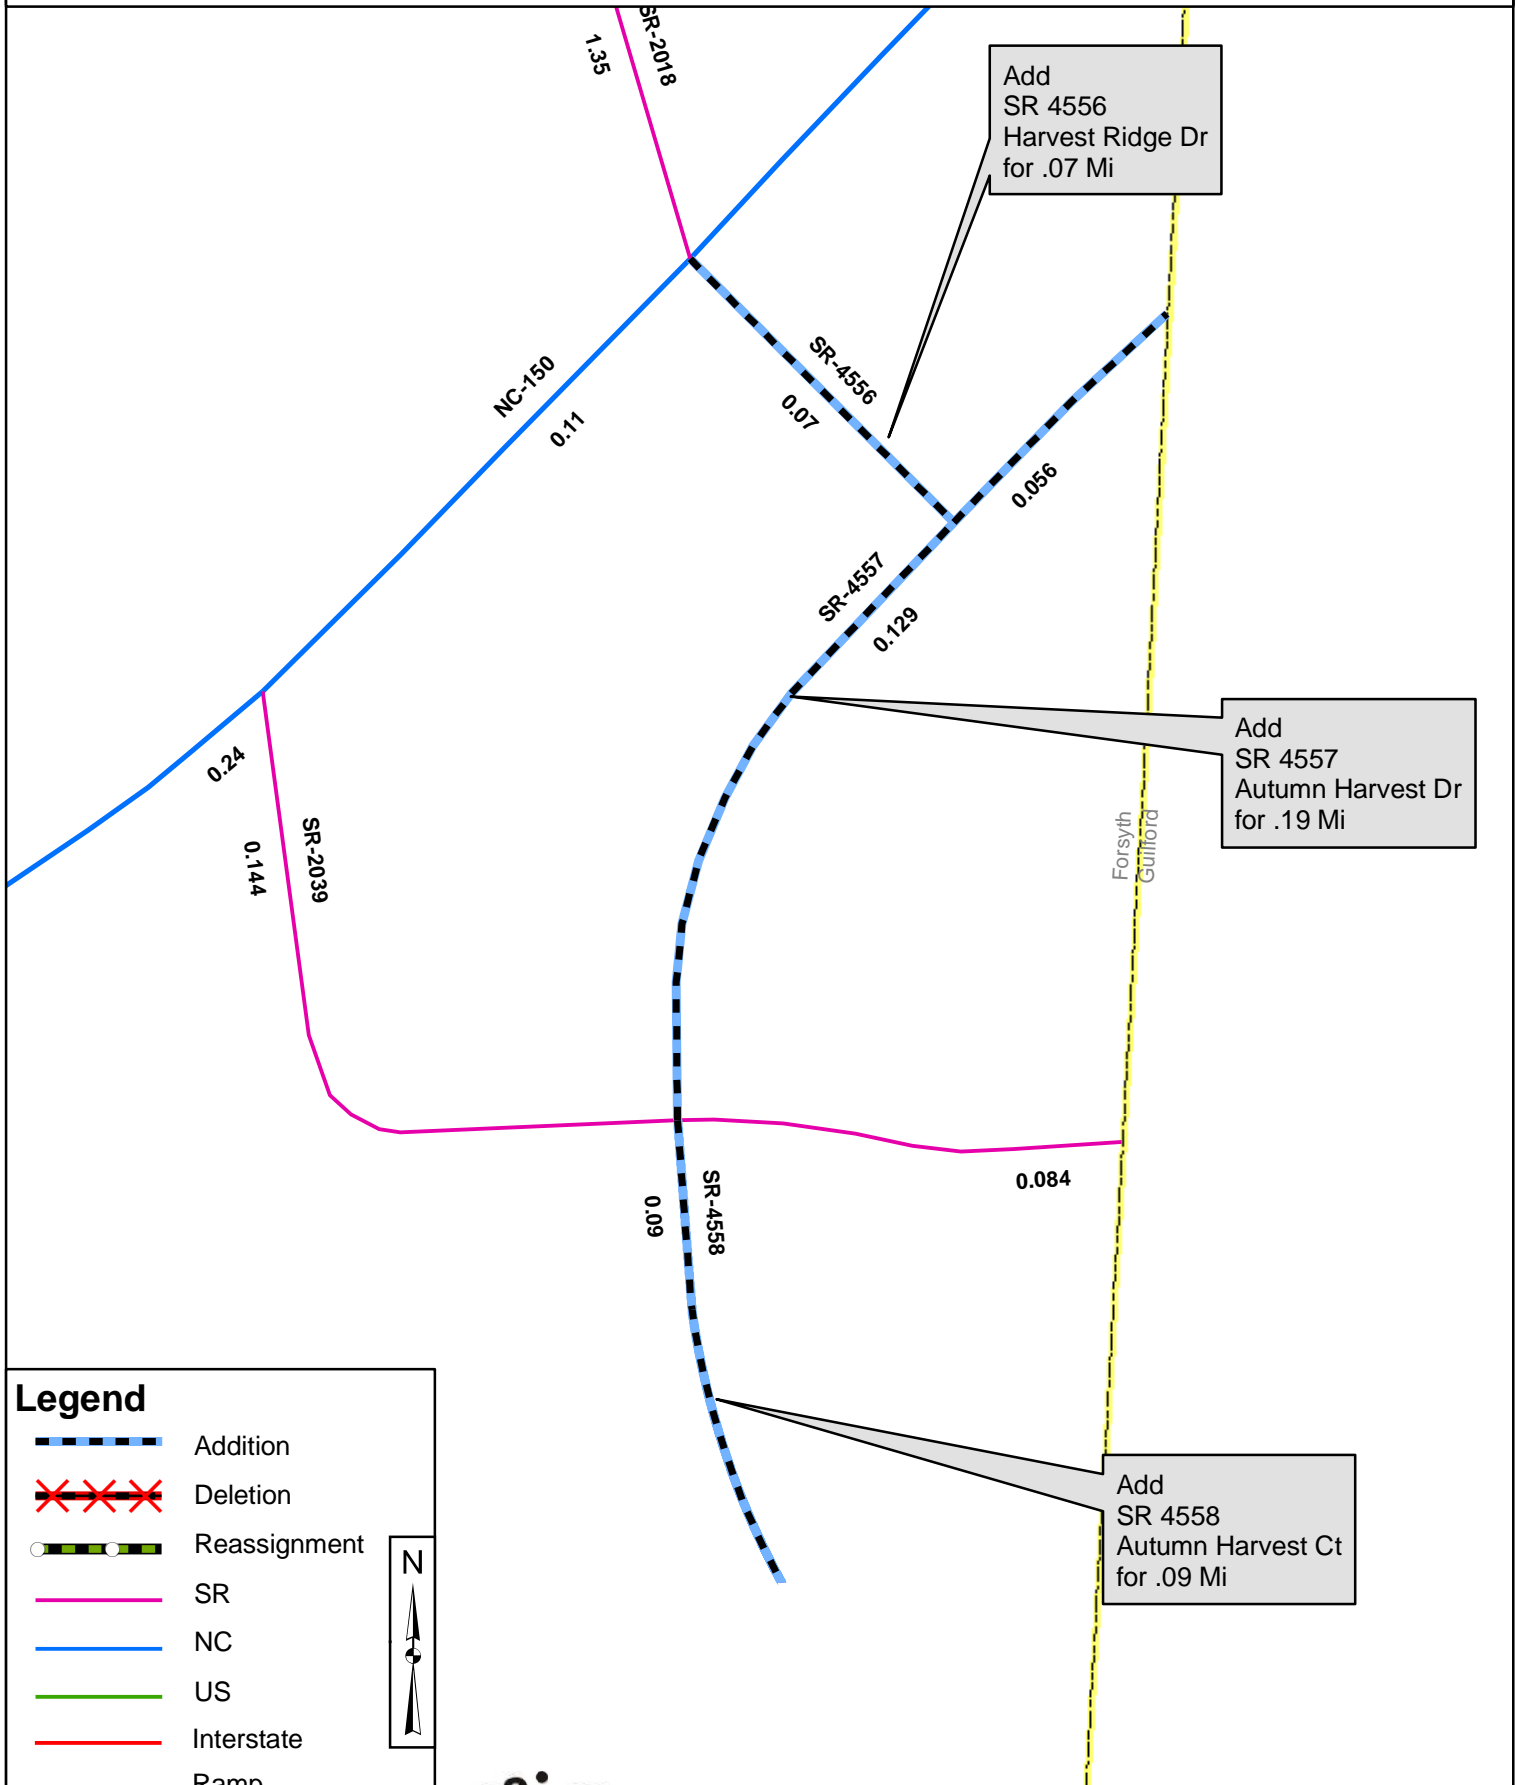 SR-2018
1.35
Add
SR 4556
Harvest Ridge Dr
for .07 Mi
SR-4556
0.07
NC-150
0.11
0.056
SR-4557
0.129
Add
SR 4557
Autumn Harvest Dr
for .19 Mi
0.24
SR-2039
0.144
Forsyth
Guilford
0.084
SR-4558
0.09
Add
SR 4558
Autumn Harvest Ct
for .09 Mi
Legend
Addition
Deletion
Reassignment
SR
NC
US
Interstate
Ramp
N